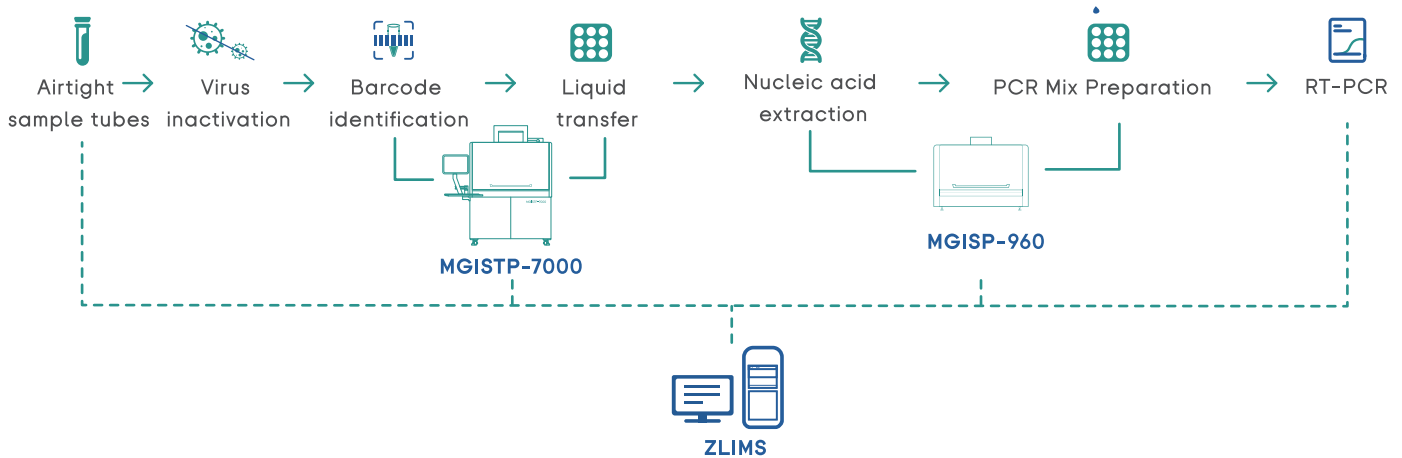 Airtight
sample tubes
Virus
inactivation
Barcode
identification
Liquid
transfer
Nucleic acid
extraction
PCR Mix Preparation
RT-PCR
MGISTP-7000
MGISP-960
ZLIMS